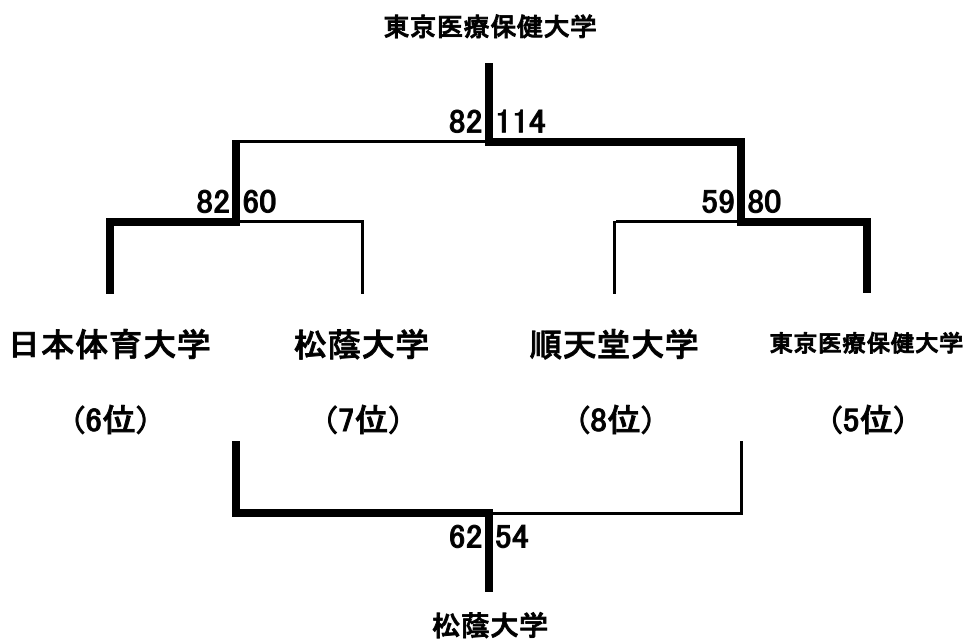 東京医療保健大学
82 114
82 60 59 80
日本体育大学 松蔭大学 順天堂大学 東京医療保健大学
(6位) (7位) (8位) (5位)
62 54
松蔭大学